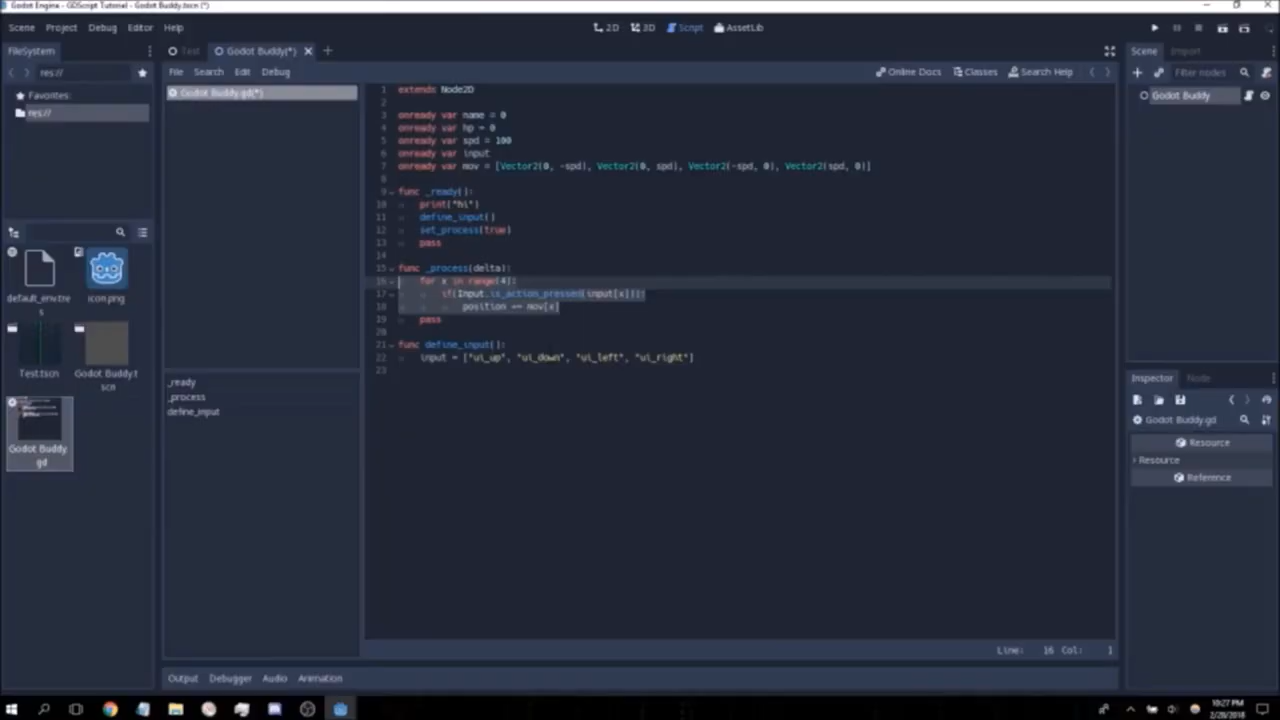 Godot Engine - GDScript Tutorial - Godot Buddy.tscn (*)
Scene Project Debug Editor Help
2D 3D Script AssetLib
FileSystem
res://
Favorites:
res://
default_env.tre
s
icon.png
Test.tscn
Godot Buddy.t
scn
Godot Buddy.
gd
Test Godot Buddy(*)
File Search Edit Debug
Online Docs Classes Search Help
Godot Buddy.gd(*)
_ready
_process
define_input
1 extends Node2D
2
3 onready var name = 0
4 onready var hp = 0
5 onready var spd = 100
6 onready var input
7 onready var mov = [Vector2(0, -spd), Vector2(0, spd), Vector2(-spd, 0), Vector2(spd, 0)]
8
9 func _ready():
10 print("hi")
11 define_input()
12 set_process(true)
13 pass
14
15 func _process(delta):
16 for x in range(4):
17 if(Input.is_action_pressed(input[x])):
18 position += mov[x]
19 pass
20
21 func define_input():
22 input = ["ui_up", "ui_down", "ui_left", "ui_right"]
23
Line: 16 Col: 1
Output Debugger Audio Animation
Scene Import
Filter nodes
Godot Buddy
Inspector Node
Godot Buddy.gd
Resource
Resource
Reference
10:27 PM
2/28/2018